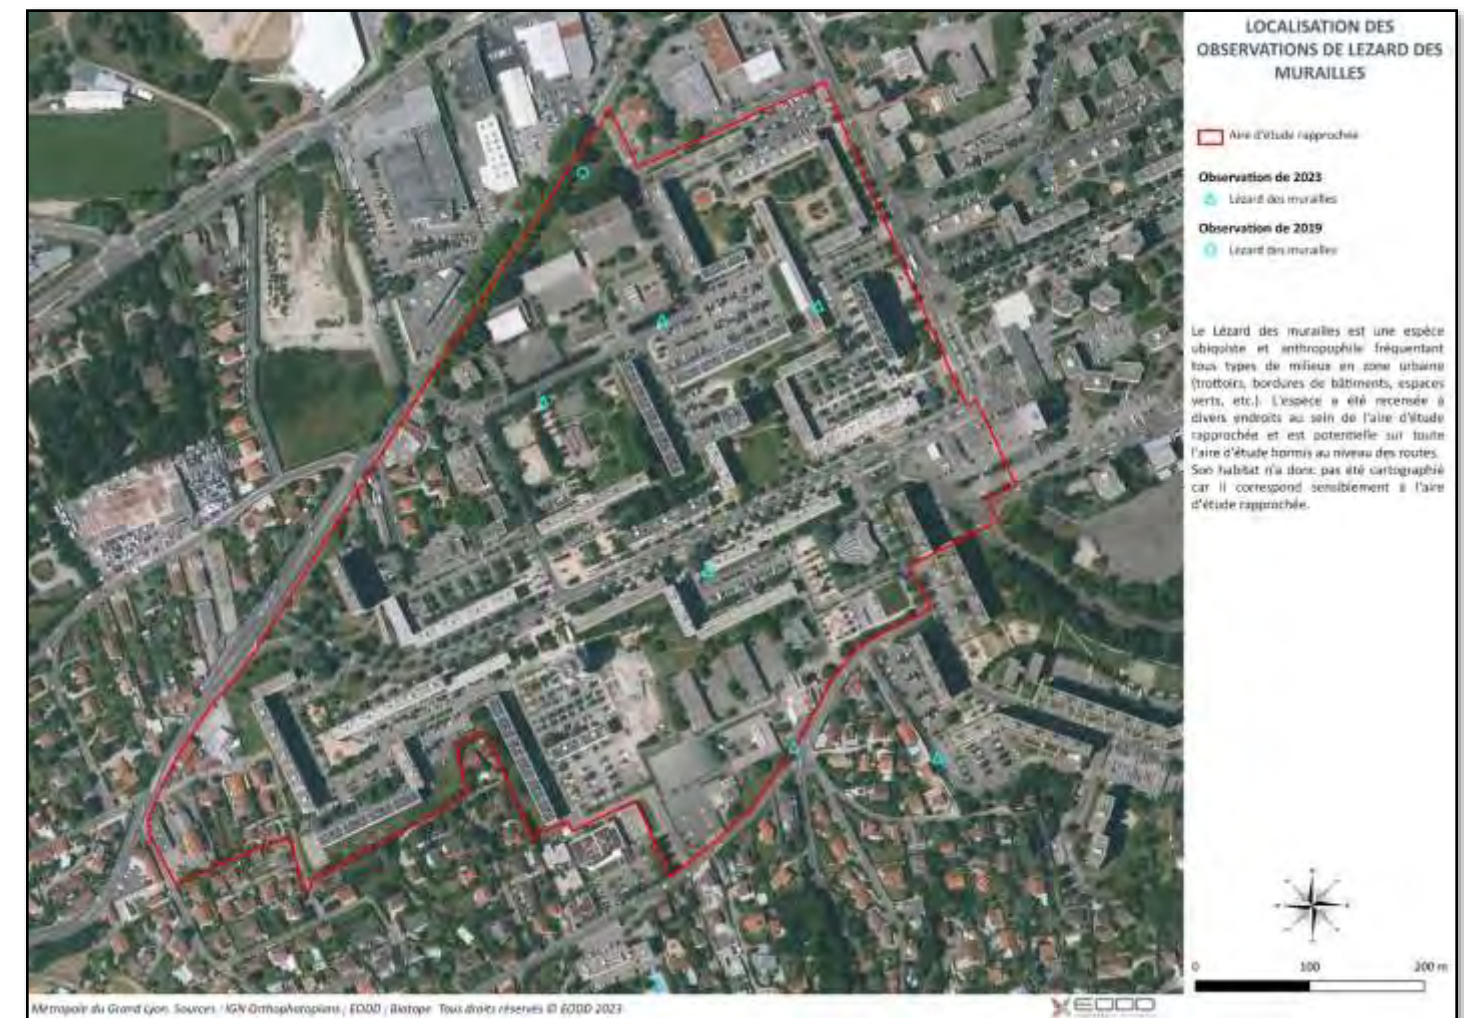 LOCALISATION DES
OBSERVATIONS DE LEZARD DES
MURAILLES
Aire d'étude rapprochée
Observation de 2023
Lézard des murailles
Observation de 2019
Lézard des murailles
Le Lézard des murailles est une espèce
ubiquiste et anthropophile fréquentant
tous types de milieux en zone urbaine
(trottoirs, bordures de bâtiments, espaces
verts, etc.). L'espèce a été recensée à
divers endroits au sein de l'aire d'étude
rapprochée et est potentielle sur toute
l'aire d'étude hormis au niveau des routes.
Son habitat n'a donc pas été cartographié
car il correspond sensiblement à l'aire
d'étude rapprochée.
0 100 200 m
Métropole du Grand Lyon. Sources : IGN Orthophotoplans ; EODD ; Biotope Tous droits réservés © EODD 2023
EODD